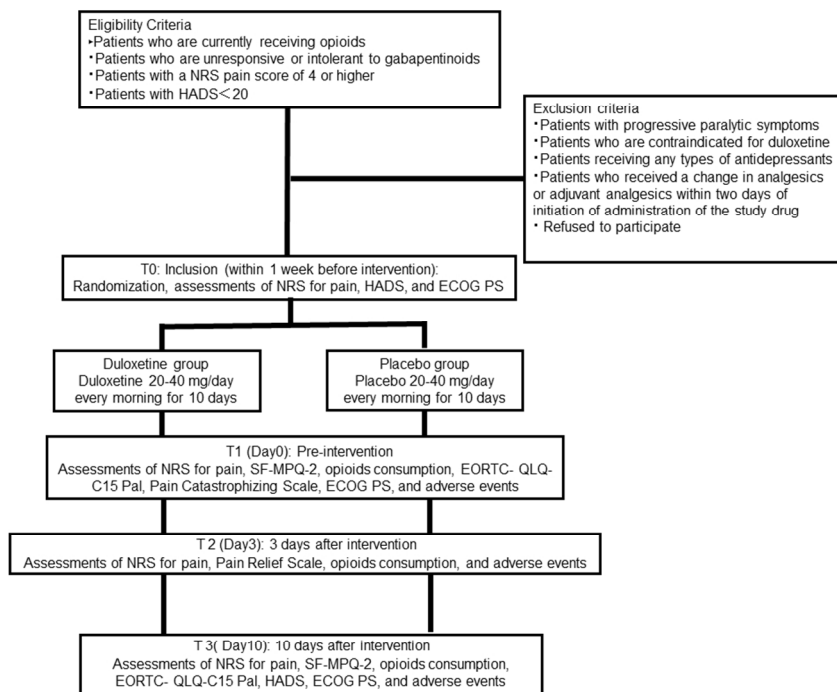 Eligibility Criteria
▸Patients who are currently receiving opioids
・Patients who are unresponsive or intolerant to gabapentinoids
・Patients with a NRS pain score of 4 or higher
・Patients with HADS<20
Exclusion criteria
・Patients with progressive paralytic symptoms
・Patients who are contraindicated for duloxetine
・Patients receiving any types of antidepressants
・Patients who received a change in analgesics
or adjuvant analgesics within two days of
initiation of administration of the study drug
・Refused to participate
T0: Inclusion (within 1 week before intervention):
Randomization, assessments of NRS for pain, HADS, and ECOG PS
Duloxetine group
Duloxetine 20-40 mg/day
every morning for 10 days
Placebo group
Placebo 20-40 mg/day
every morning for 10 days
T1 (Day0): Pre-intervention
Assessments of NRS for pain, SF-MPQ-2, opioids consumption, EORTC- QLQ-
C15 Pal, Pain Catastrophizing Scale, ECOG PS, and adverse events
T2 (Day3): 3 days after intervention
Assessments of NRS for pain, Pain Relief Scale, opioids consumption, and adverse events
T3( Day10): 10 days after intervention
Assessments of NRS for pain, SF-MPQ-2, opioids consumption,
EORTC- QLQ-C15 Pal, HADS, ECOG PS, and adverse events